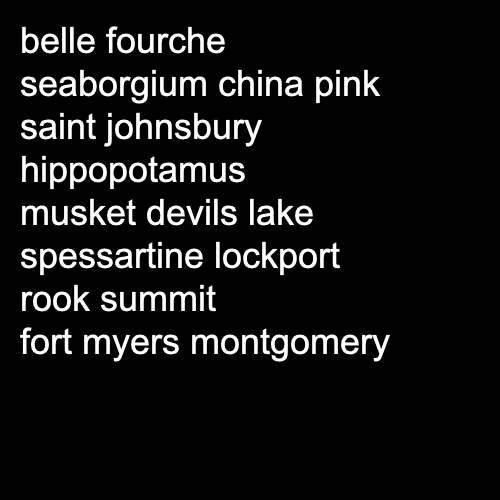 belle fourche
seaborgium china pink
saint johnsbury
hippopotamus
musket devils lake
spessartine lockport
rook summit
fort myers montgomery